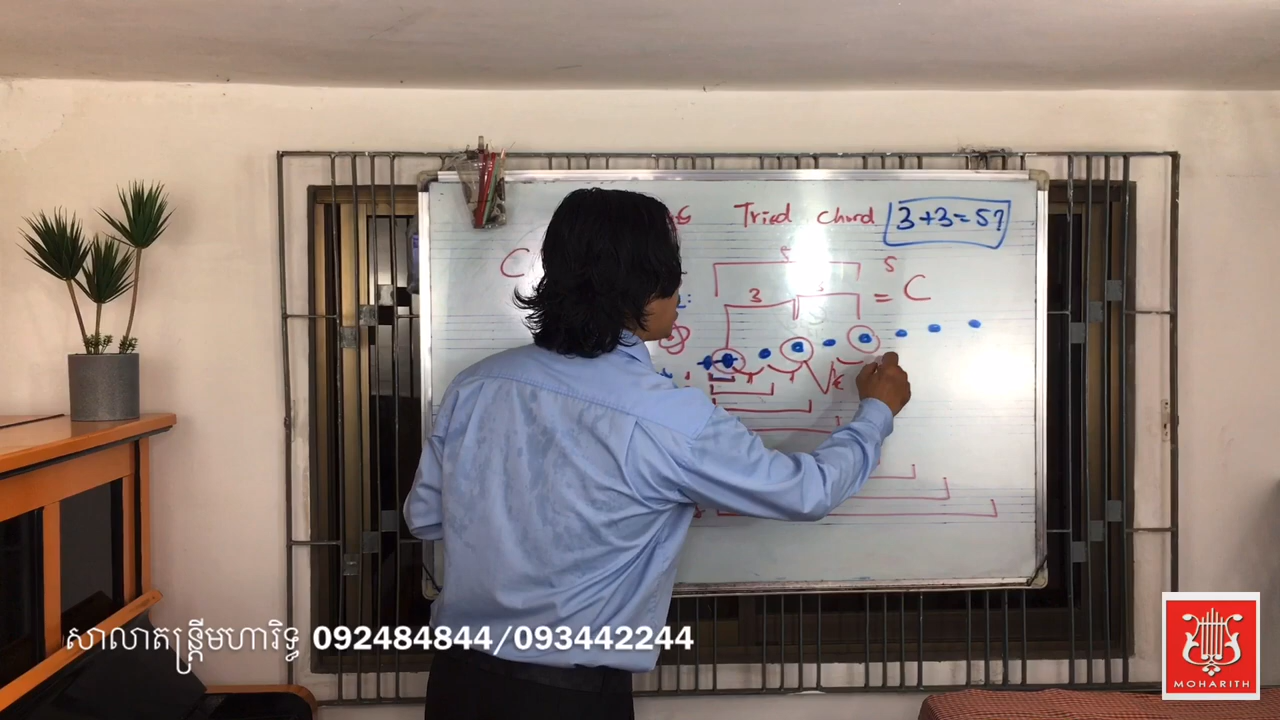 Tried Chord 3+3=5?
C
5 5
3 = C
សាលាតន្ត្រីមហារិទ្ធ 092484844/093442244
MOHARITH